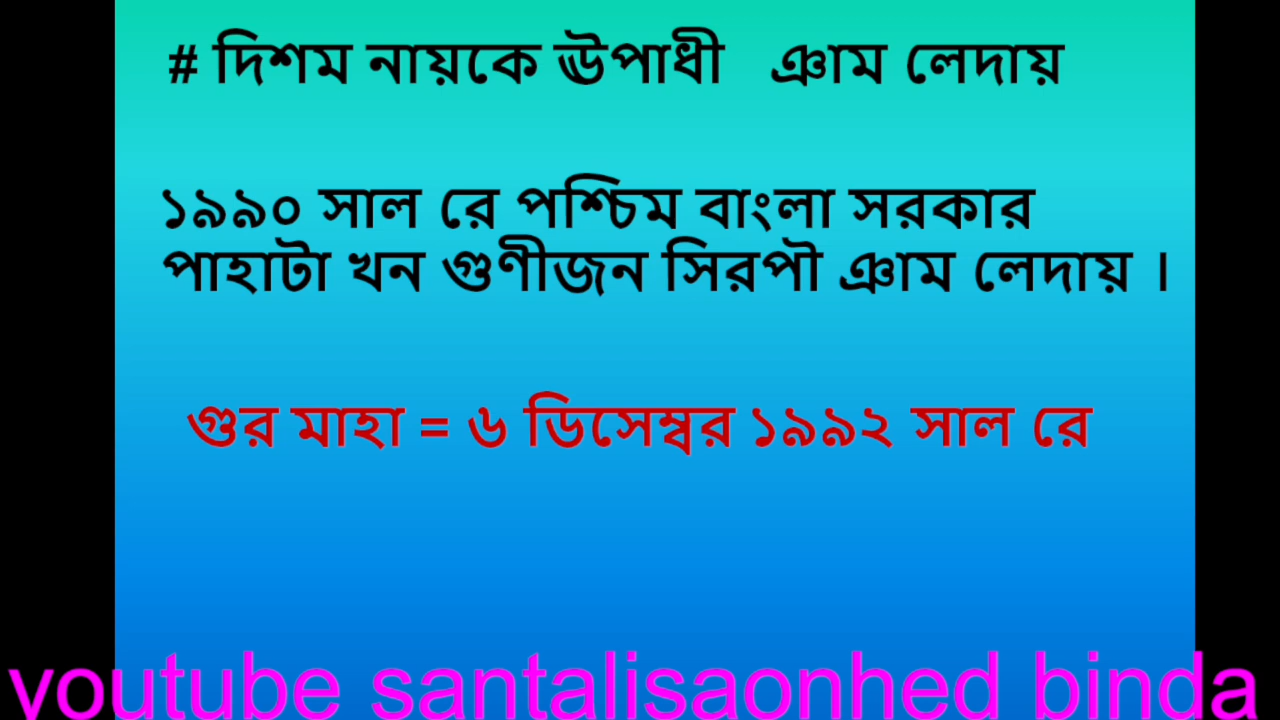 # দিশম নায়কে ঊপাধী ঞাম লেদায়
১৯৯০ সাল রে পশ্চিম বাংলা সরকার
পাহাটা খন গুণীজন সিরপৗ ঞাম লেদায় ।
গুর মাহা = ৬ ডিসেম্বর ১৯৯২ সাল রে
youtube santalisaonhed binda